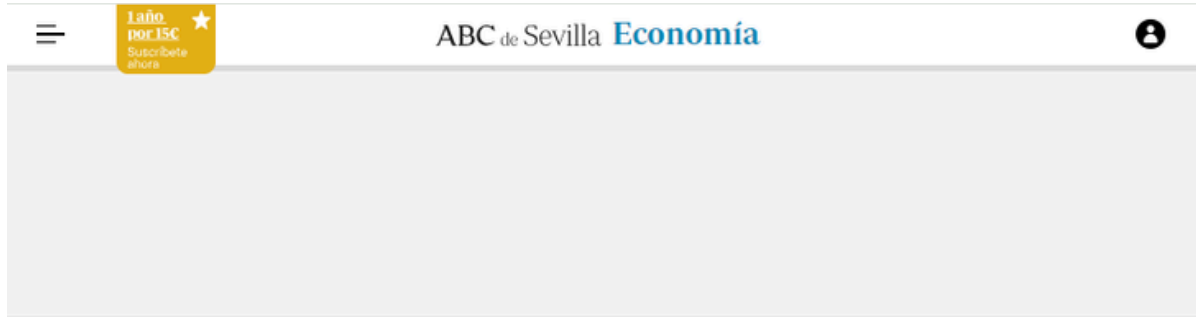 1 año
por 15€
Suscríbete
ahora
ABC de Sevilla Economía